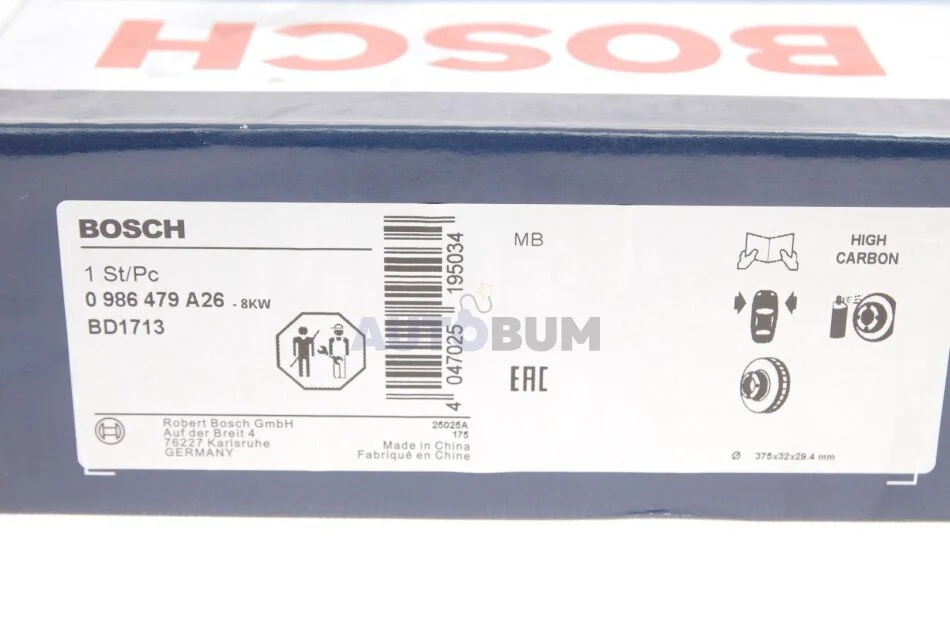 BOSCH
BOSCH
1 St/Pc
0 986 479 A26 - 8KW
BD1713
4 047025 195034
MB
EAC
HIGH
CARBON
AUTOBUM
Robert Bosch GmbH
Auf der Breit 4
76227 Karlsruhe
GERMANY
25025A
175
Made in China
Fabriqué en Chine
Ø 375x32x29.4 mm